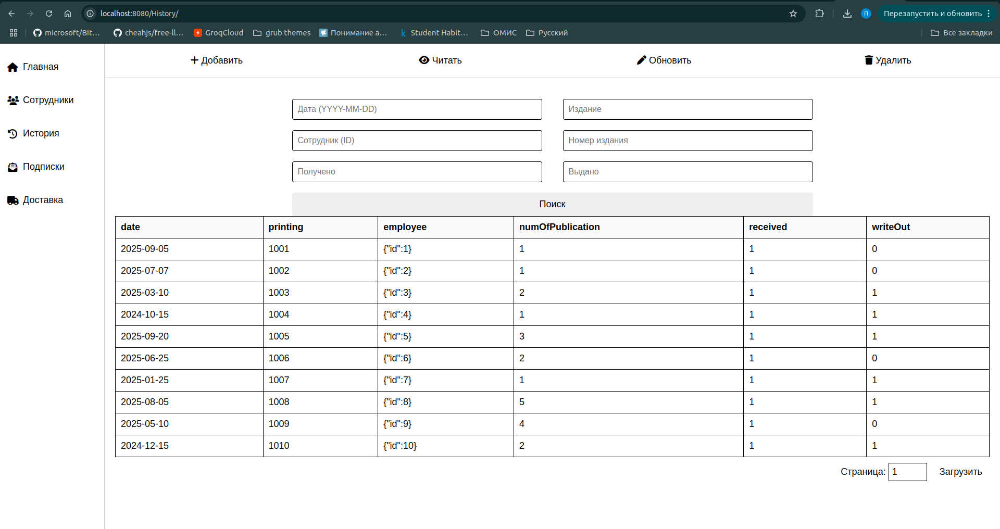 localhost:8080/History/
П
Перезапустить и обновить
microsoft/Bit...
cheahjs/free-ll...
GroqCloud
grub themes
Понимание а...
k
Student Habit...
ОМИС
Русский
Все закладки
Главная
Сотрудники
История
Подписки
Доставка
Добавить
Читать
Обновить
Удалить
Дата (YYYY-MM-DD)
Издание
Сотрудник (ID)
Номер издания
Получено
Выдано
Поиск
date printing employee numOfPublication received writeOut
2025-09-05 1001 {"id":1} 1 1 0
2025-07-07 1002 {"id":2} 1 1 0
2025-03-10 1003 {"id":3} 2 1 1
2024-10-15 1004 {"id":4} 1 1 1
2025-09-20 1005 {"id":5} 3 1 1
2025-06-25 1006 {"id":6} 2 1 0
2025-01-25 1007 {"id":7} 1 1 1
2025-08-05 1008 {"id":8} 5 1 1
2025-05-10 1009 {"id":9} 4 1 0
2024-12-15 1010 {"id":10} 2 1 1
Страница: 1 Загрузить